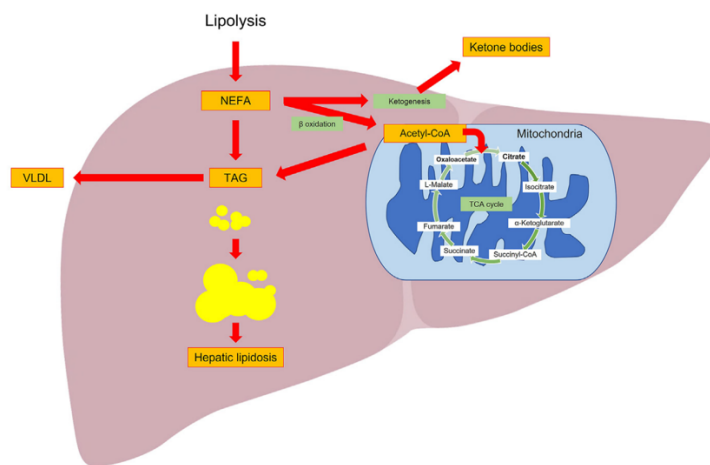 Lipolysis
Ketone bodies
NEFA
Ketogenesis
β oxidation
Acetyl-CoA
Mitochondria
Oxaloacetate
Citrate
VLDL
TAG
L-Malate
Isocitrate
TCA cycle
Fumarate
α-Ketoglutarate
Succinate
Succinyl-CoA
Hepatic lipidosis